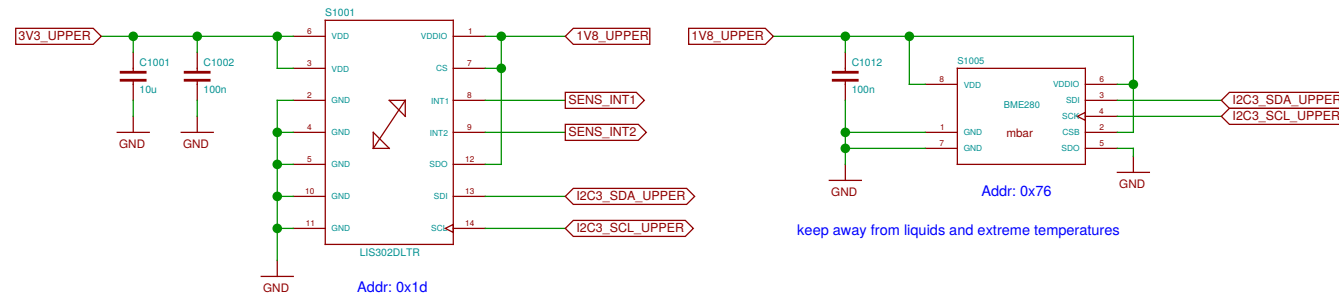 S1001
3V3_UPPER
6
VDD
VDDIO
1
1V8_UPPER
C1001
10u
C1002
100n
3
VDD
CS
7
2
GND
INT1
8
SENS_INT1
4
GND
INT2
9
SENS_INT2
GND
GND
5
GND
SDO
12
10
GND
SDI
13
I2C3_SDA_UPPER
11
GND
SCL
14
I2C3_SCL_UPPER
LIS302DLTR
GND
Addr: 0x1d
1V8_UPPER
C1012
100n
S1005
8
VDD
VDDIO
6
BME280
SDI
3
I2C3_SDA_UPPER
SCK
4
I2C3_SCL_UPPER
1
GND
mbar
CSB
2
7
GND
SDO
5
GND
GND
Addr: 0x76
keep away from liquids and extreme temperatures